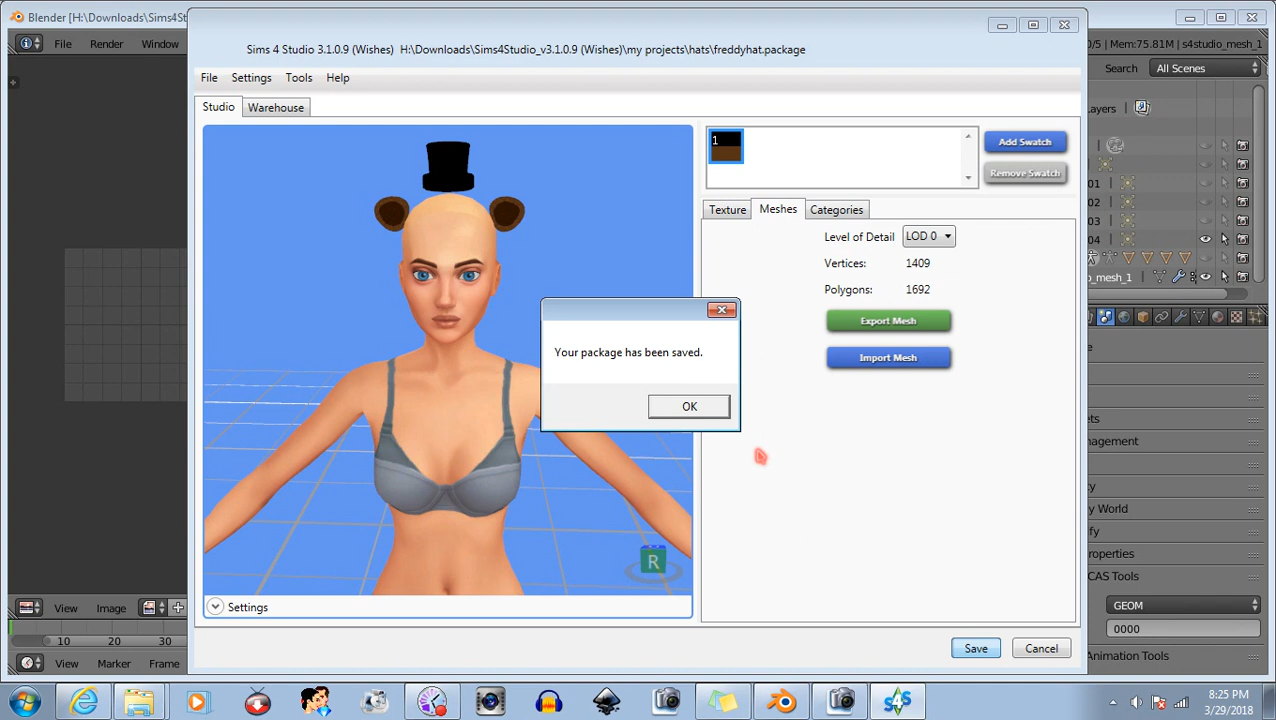 Blender [H:\Downloads\Sims4St
Sims 4 Studio 3.1.0.9 (Wishes) H:\Downloads\Sims4Studio_v3.1.0.9 (Wishes)\my projects\hats\freddyhat.package
File Render Window
0/5 | Mem:75.81M | s4studio_mesh_1
File Settings Tools Help
Search All Scenes
Studio Warehouse
ayers
1
Add Swatch
Remove Swatch
01
02
03
04
Texture Meshes Categories
Level of Detail LOD 0
Vertices: 1409
o_mesh_1
Polygons: 1692
Export Mesh
Import Mesh
Your package has been saved.
OK
ets
nagement
y World
fy
roperties
CAS Tools
GEOM
0000
R
Settings
View Image
10 20 30
View Marker Frame
Save Cancel
Animation Tools
8:25 PM
3/29/2018